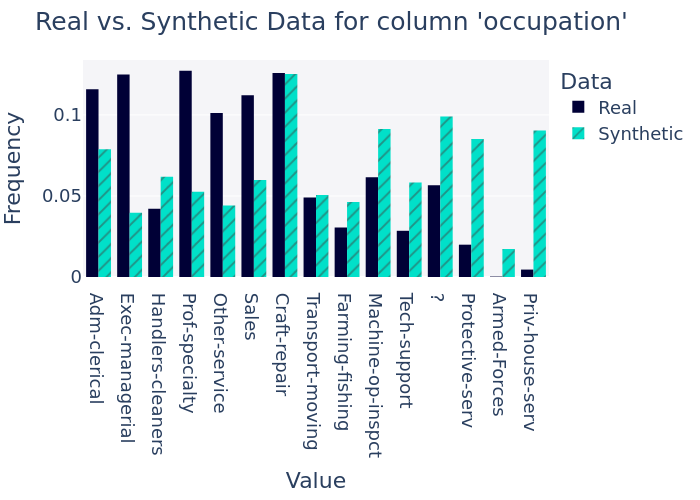 Real vs. Synthetic Data for column 'occupation'
Data
Real
Synthetic
Frequency
0.1
0.05
0
Adm-clerical
Exec-managerial
Handlers-cleaners
Prof-specialty
Other-service
Sales
Craft-repair
Transport-moving
Farming-fishing
Machine-op-inspct
Tech-support
?
Protective-serv
Armed-Forces
Priv-house-serv
Value